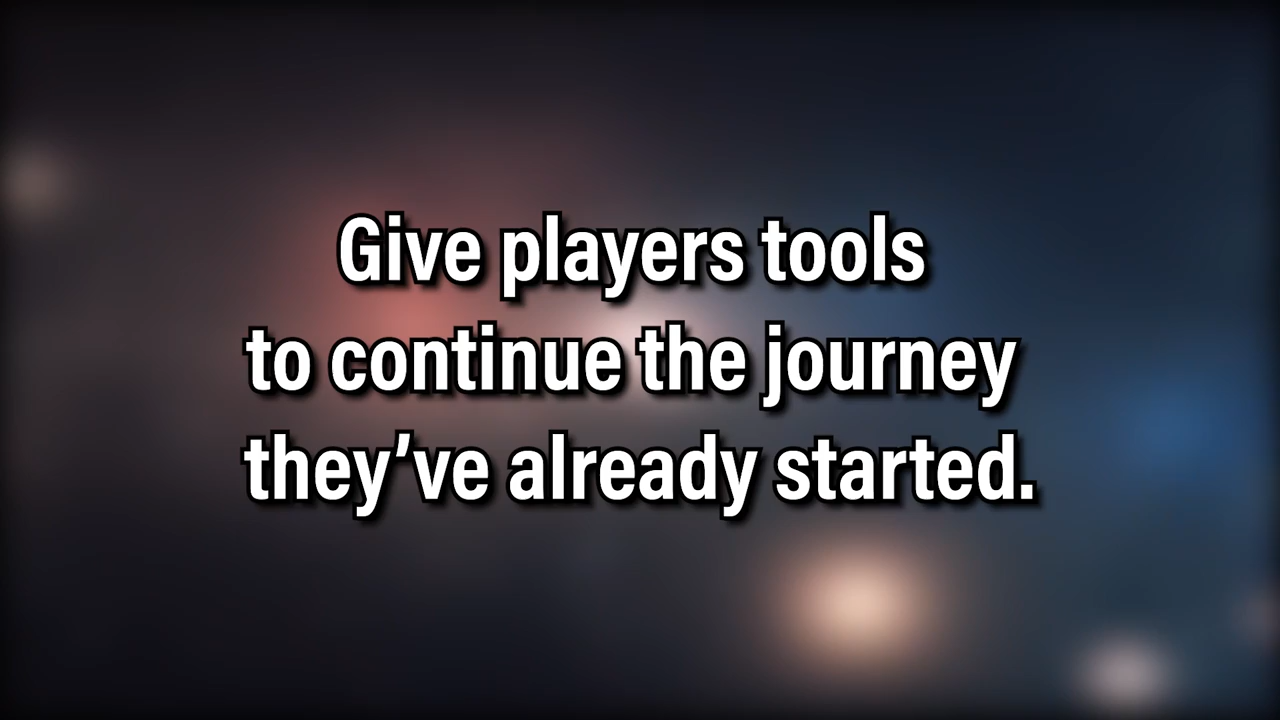 Give players tools
to continue the journey
they’ve already started.